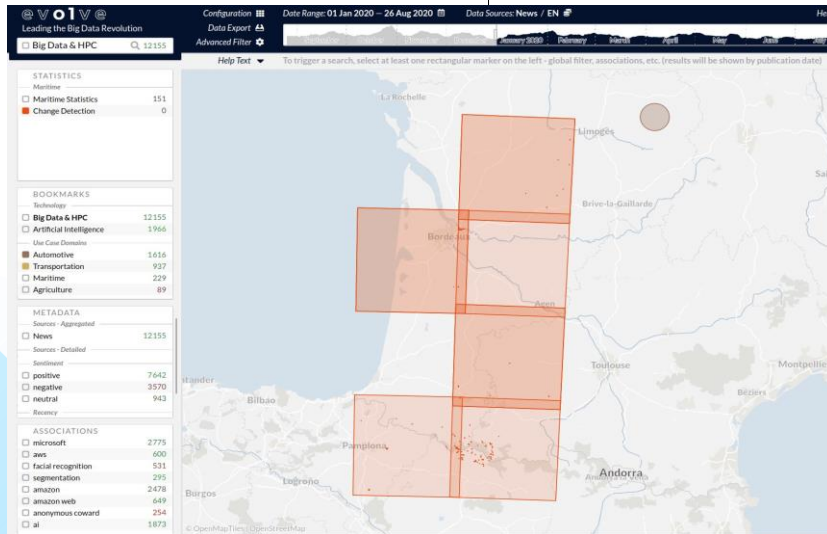 evolve
Leading the Big Data Revolution
Big Data & HPC 12155
Configuration
Data Export
Advanced Filter
Date Range: 01 Jan 2020 — 26 Aug 2020
Data Sources: News / EN
January 2020 February March April May June
Help Text
To trigger a search, select at least one rectangular marker on the left - global filter, associations, etc. (results will be shown by publication date)
STATISTICS
Maritime
Maritime Statistics 151
Change Detection 0
BOOKMARKS
Technology
Big Data & HPC 12155
Artificial Intelligence 1966
Use Case Domains
Automotive 1616
Transportation 937
Maritime 229
Agriculture 89
METADATA
Sources - Aggregated
News 12155
Sources - Detailed
Sentiment
positive 7642
negative 3570
neutral 943
Recency
ASSOCIATIONS
microsoft 2775
aws 600
facial recognition 531
segmentation 295
amazon 2478
amazon web 649
anonymous coward 254
ai 1873
La Rochelle
Limoges
Brive-la-Gaillarde
Bordeaux
Agen
Toulouse
Montpellier
Béziers
Bilbao
Pamplona
Logroño
Burgos
Andorra
© OpenMapTiles
OpenStreetMap